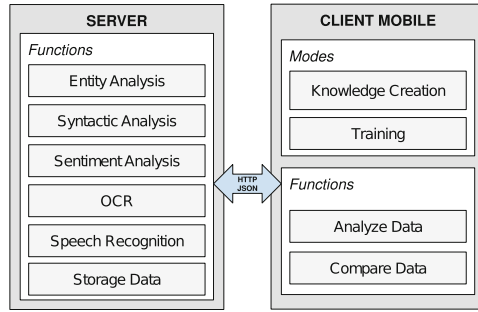 SERVER
Functions
Entity Analysis
Syntactic Analysis
Sentiment Analysis
OCR
Speech Recognition
Storage Data
HTTP
JSON
CLIENT MOBILE
Modes
Knowledge Creation
Training
Functions
Analyze Data
Compare Data